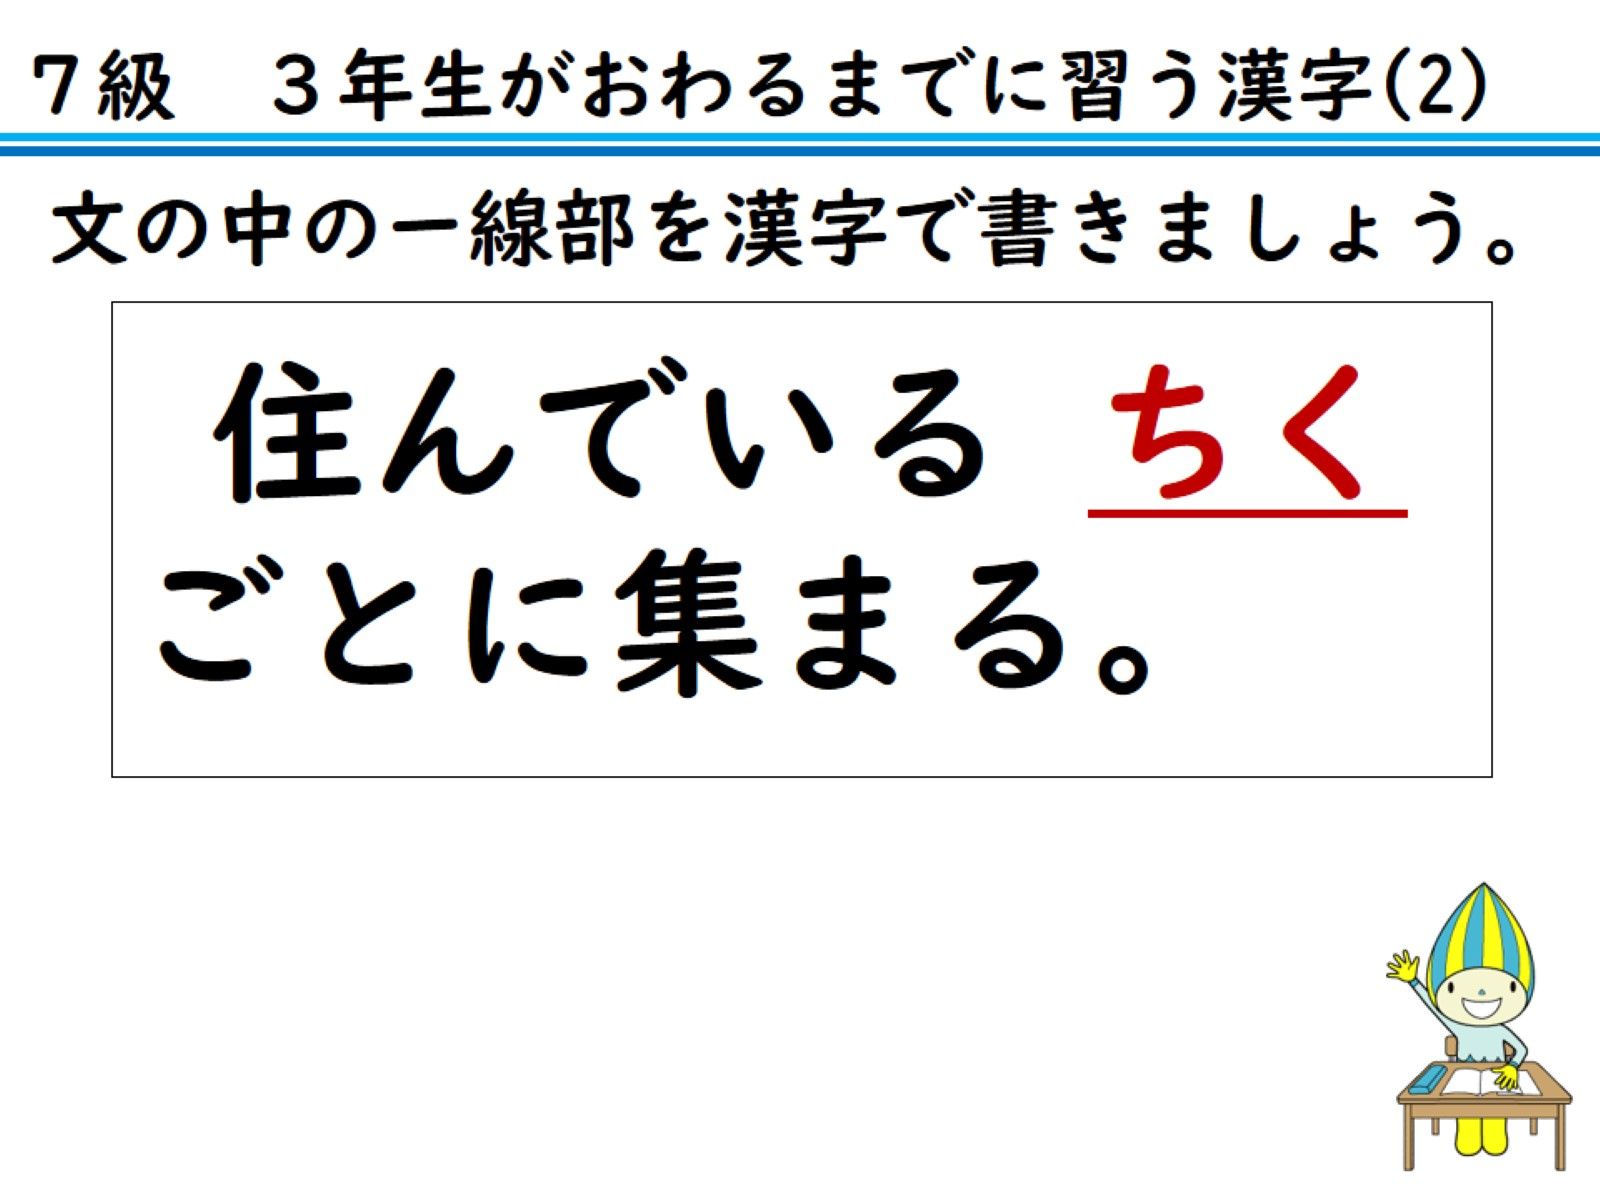 ７級　３年生がおわるまでに習う漢字(2)
文の中の一線部を漢字で書きましょう。
住んでいる ちく
ごとに集まる。